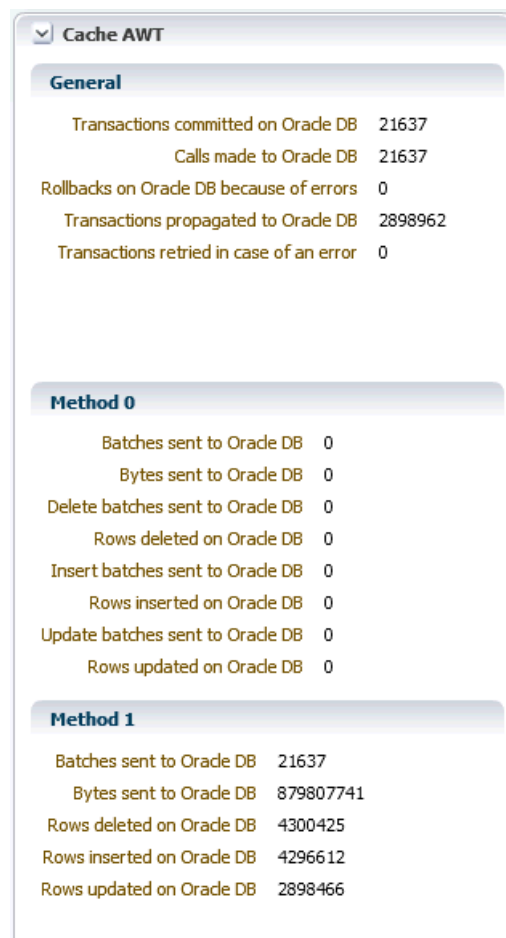 Cache AWT
General
Transactions committed on Oracle DB 21637
Calls made to Oracle DB 21637
Rollbacks on Oracle DB because of errors 0
Transactions propagated to Oracle DB 2898962
Transactions retried in case of an error 0
Method 0
Batches sent to Oracle DB 0
Bytes sent to Oracle DB 0
Delete batches sent to Oracle DB 0
Rows deleted on Oracle DB 0
Insert batches sent to Oracle DB 0
Rows inserted on Oracle DB 0
Update batches sent to Oracle DB 0
Rows updated on Oracle DB 0
Method 1
Batches sent to Oracle DB 21637
Bytes sent to Oracle DB 879807741
Rows deleted on Oracle DB 4300425
Rows inserted on Oracle DB 4296612
Rows updated on Oracle DB 2898466